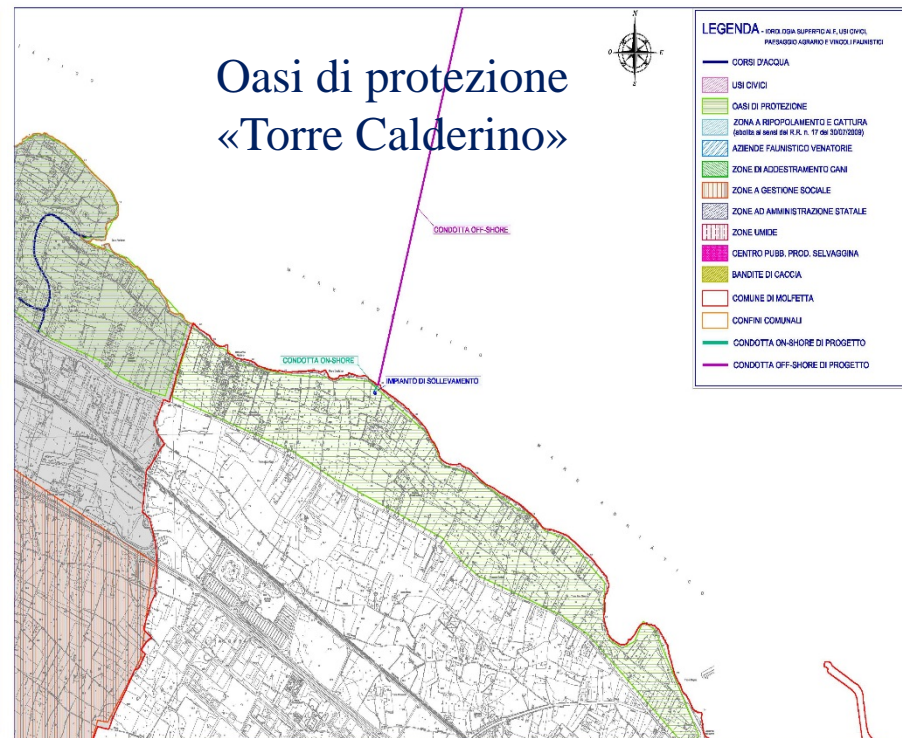 Oasi di protezione
«Torre Calderino»
N
O
E
S
LEGENDA - IDROLOGIA SUPERFICIALE, USI CIVICI,
PAESAGGIO AGRARIO E VINCOLI FAUNISTICI
CORSI D'ACQUA
USI CIVICI
OASI DI PROTEZIONE
ZONA A RIPOPOLAMENTO E CATTURA
(abolita ai sensi del R.R. n. 17 del 30/07/2009)
AZIENDE FAUNISTICO VENATORIE
ZONE DI ADDESTRAMENTO CANI
ZONE A GESTIONE SOCIALE
ZONE AD AMMINISTRAZIONE STATALE
ZONE UMIDE
CENTRO PUBB. PROD. SELVAGGINA
BANDITE DI CACCIA
COMUNE DI MOLFETTA
CONFINI COMUNALI
CONDOTTA ON-SHORE DI PROGETTO
CONDOTTA OFF-SHORE DI PROGETTO
CONDOTTA OFF-SHORE
CONDOTTA ON-SHORE
IMPIANTO DI SOLLEVAMENTO